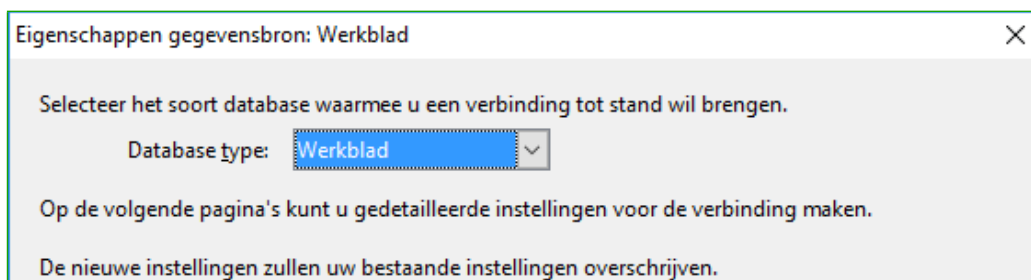 Eigenschappen gegevensbron: Werkblad
Selecteer het soort database waarmee u een verbinding tot stand wil brengen.
Database type: Werkblad
Op de volgende pagina's kunt u gedetailleerde instellingen voor de verbinding maken.
De nieuwe instellingen zullen uw bestaande instellingen overschrijven.